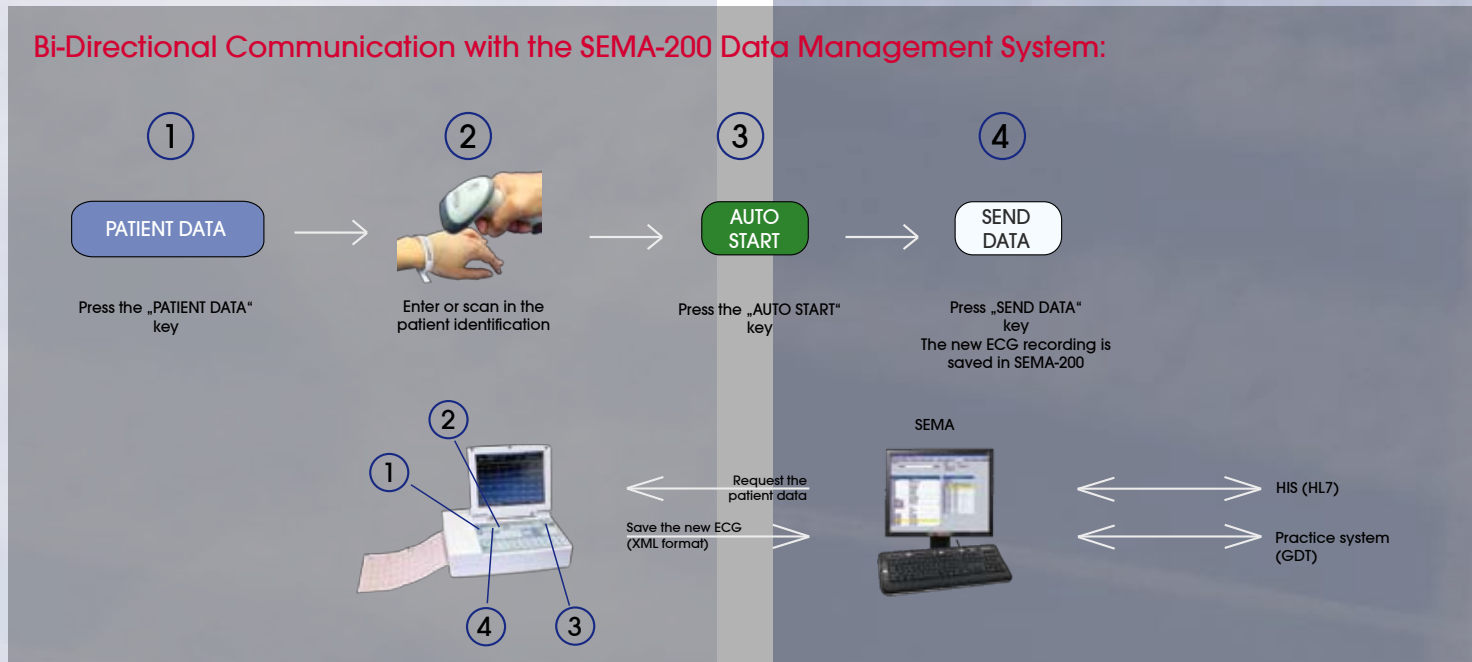 Bi-Directional Communication with the SEMA-200 Data Management System:
1
2
3
4
PATIENT DATA
AUTO
START
SEND
DATA
Press the „PATIENT DATA“
key
Enter or scan in the
patient identification
Press the „AUTO START“
key
Press „SEND DATA“
key
The new ECG recording is
saved in SEMA-200
2
1
4
3
Request the
patient data
Save the new ECG
(XML format)
SEMA
HIS (HL7)
Practice system
(GDT)